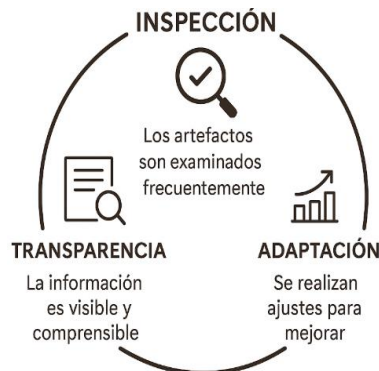 INSPECCIÓN
Los artefactos
son examinados
frecuentemente
TRANSPARENCIA
La información
es visible y
comprensible
ADAPTACIÓN
Se realizan
ajustes para
mejorar